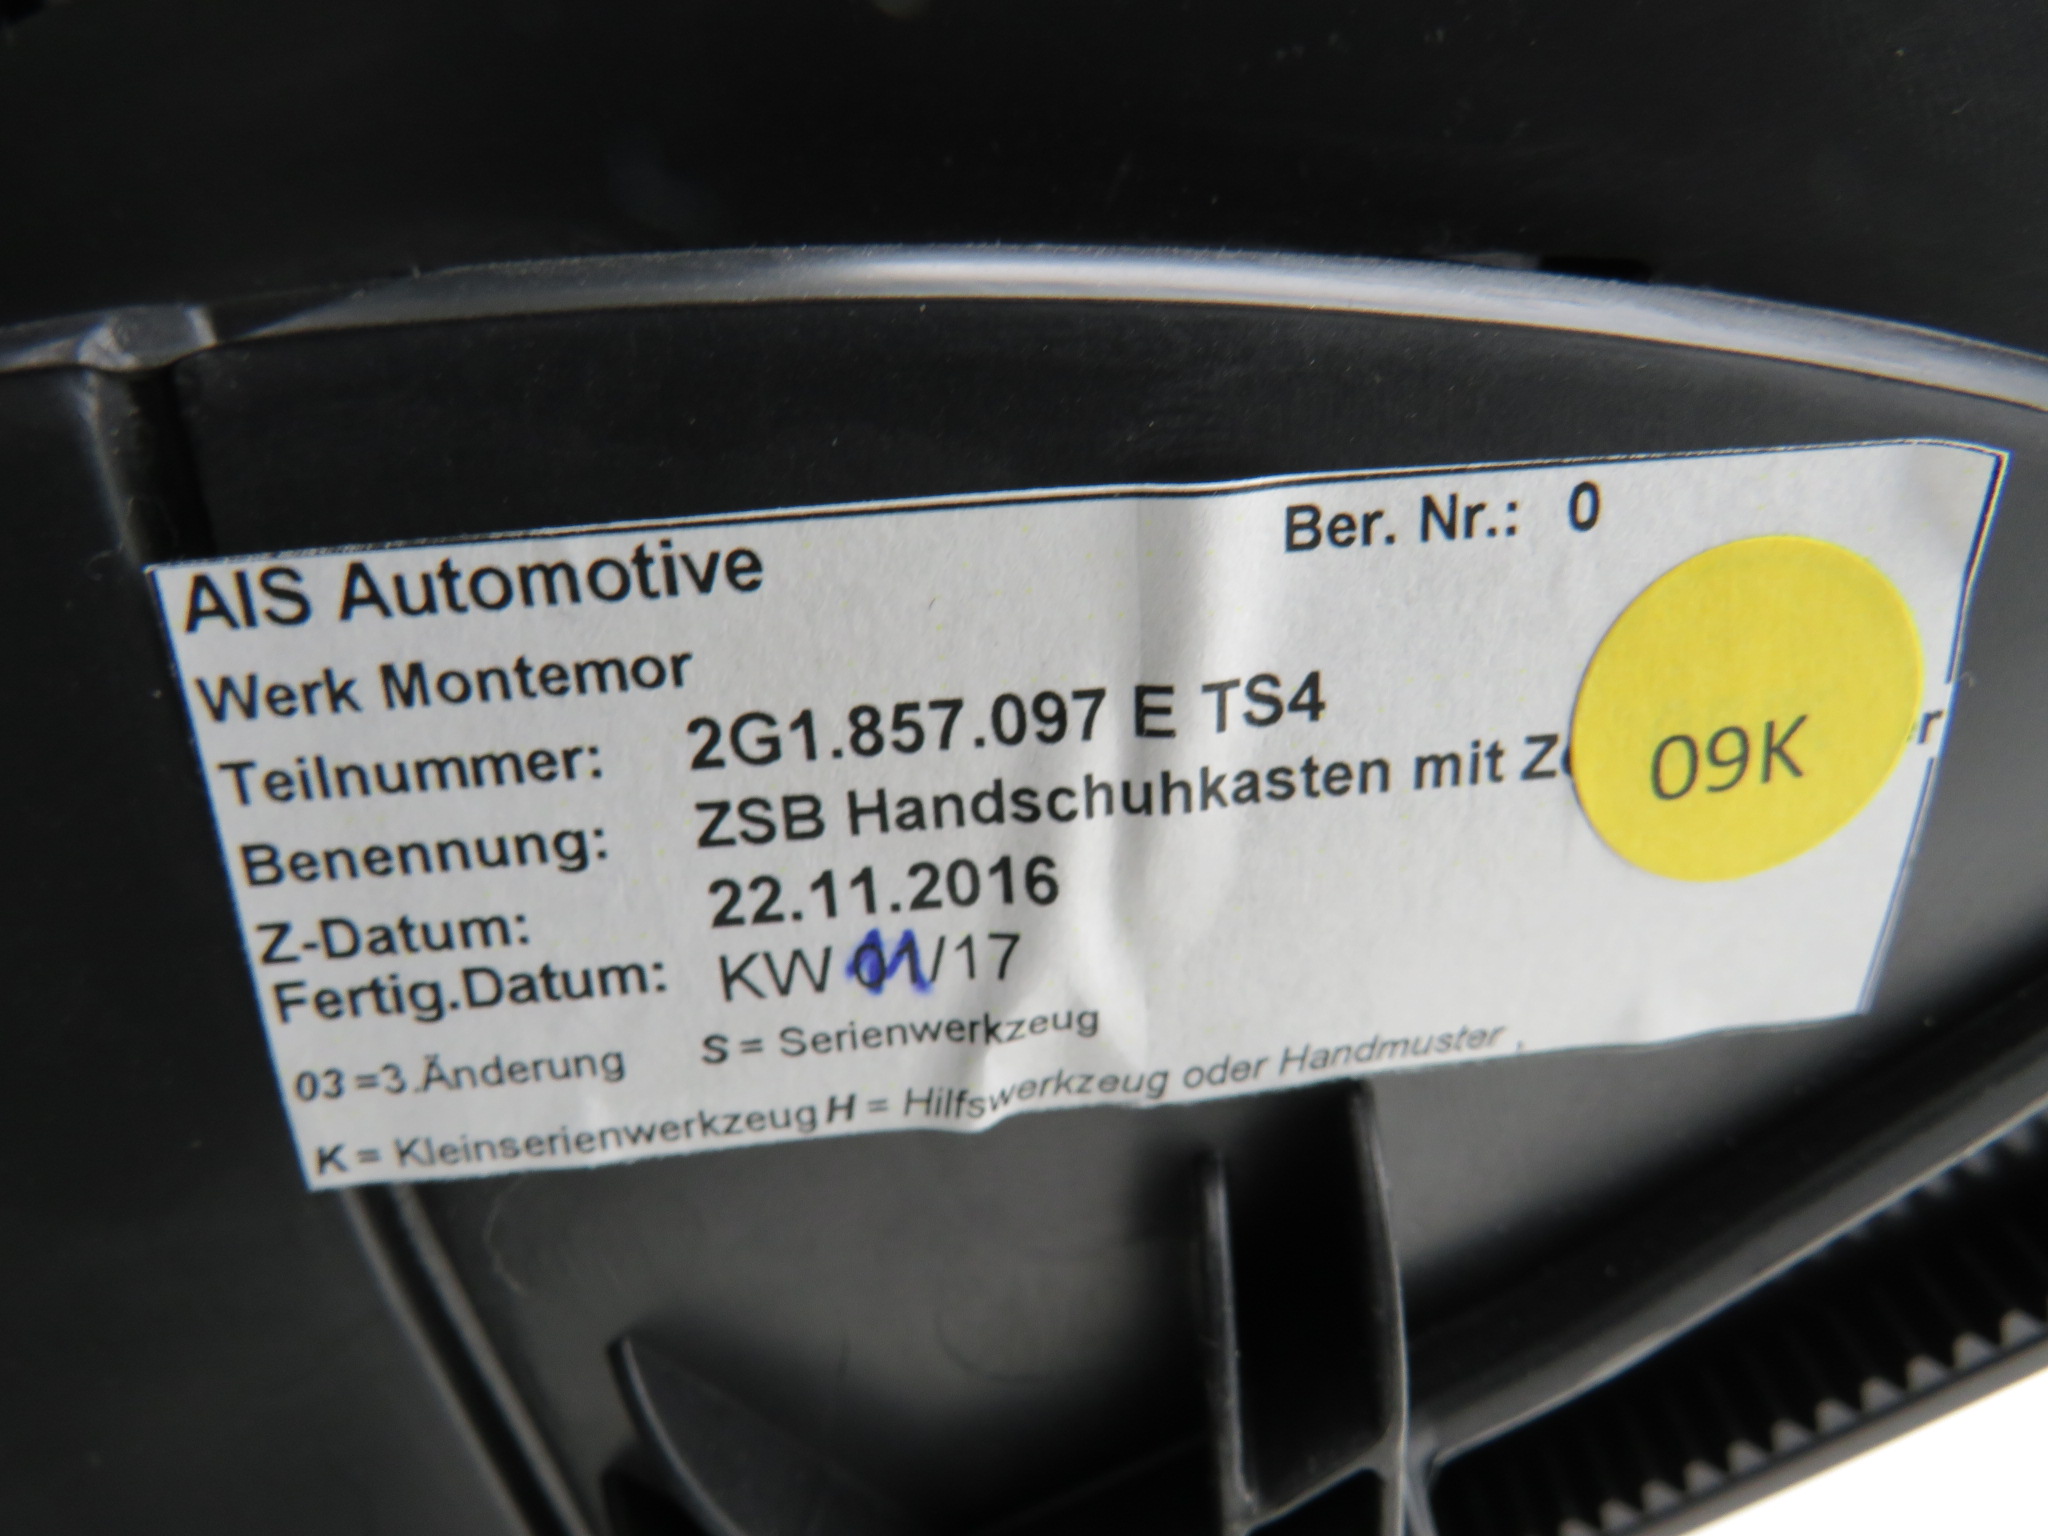 AIS Automotive
Ber. Nr.: 0
Werk Montemor
Teilnummer: 2G1.857.097 E TS4
Benennung: ZSB Handschuhkasten mit
09K
Z-Datum: 22.11.2016
Fertig.Datum: KW /17
03=3.Änderung S = Serienwerkzeug
K = Kleinserienwerkzeug H = Hilfswerkzeug oder Handmuster